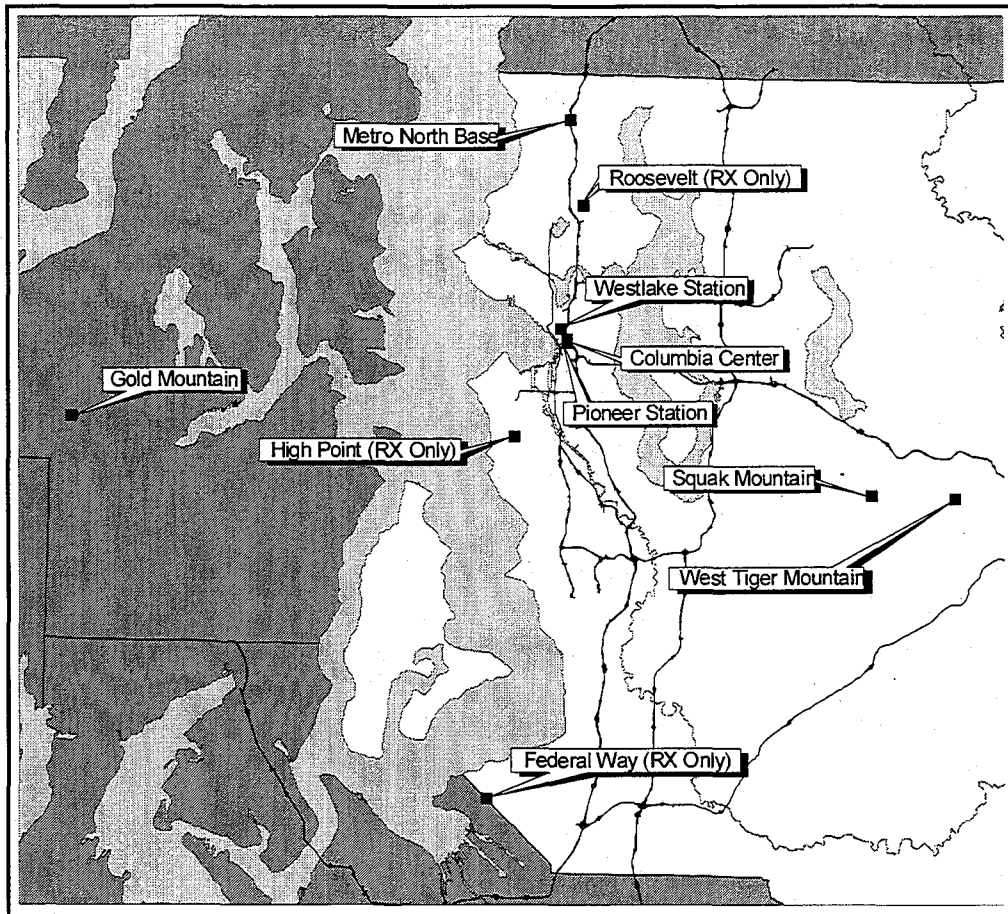 Metro North Base
Roosevelt (RX Only)
Westlake Station
Columbia Center
Gold Mountain
Pioneer Station
High Point (RX Only)
Squak Mountain
West Tiger Mountain
Federal Way (RX Only)